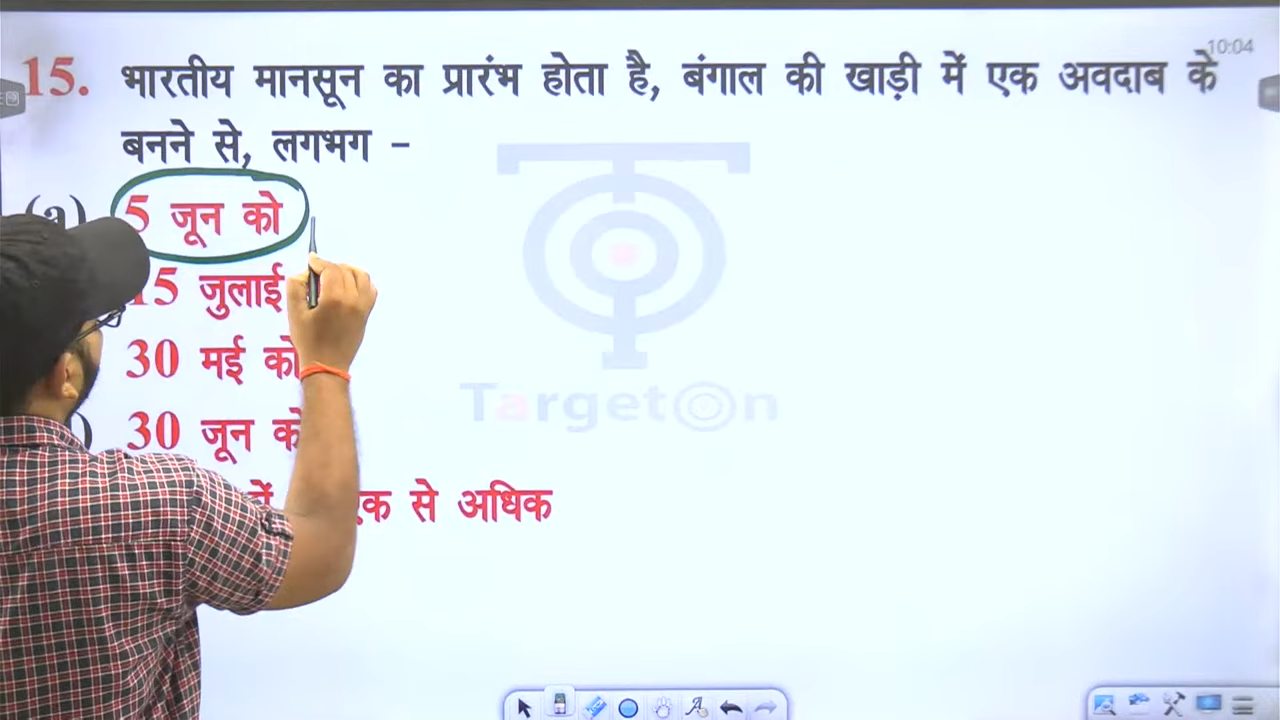 10:04
15. भारतीय मानसून का प्रारंभ होता है, बंगाल की खाड़ी में एक अवदाब के
बनने से, लगभग –
(a) 5 जून को
15 जुलाई
30 मई को
30 जून को
से अधिक
TargetOn